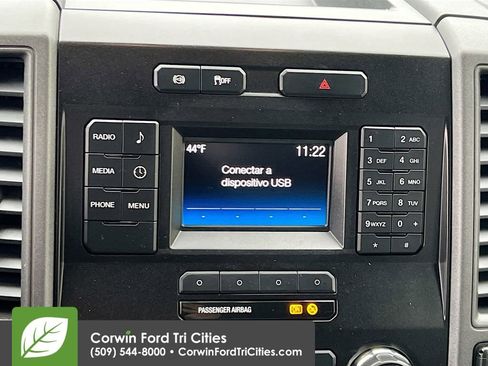 OFF
RADIO
MEDIA
PHONE MENU
44°F 11:22
Conectar a
dispositivo USB
1 2 ABC
3 DEF 4 GHI
5 JKL 6 MNO
7 PQRS 8 TUV
9 WXYZ 0 +
* #
PASSENGER AIRBAG
Corwin Ford Tri Cities
(509) 544-8000 • CorwinFordTriCities.com